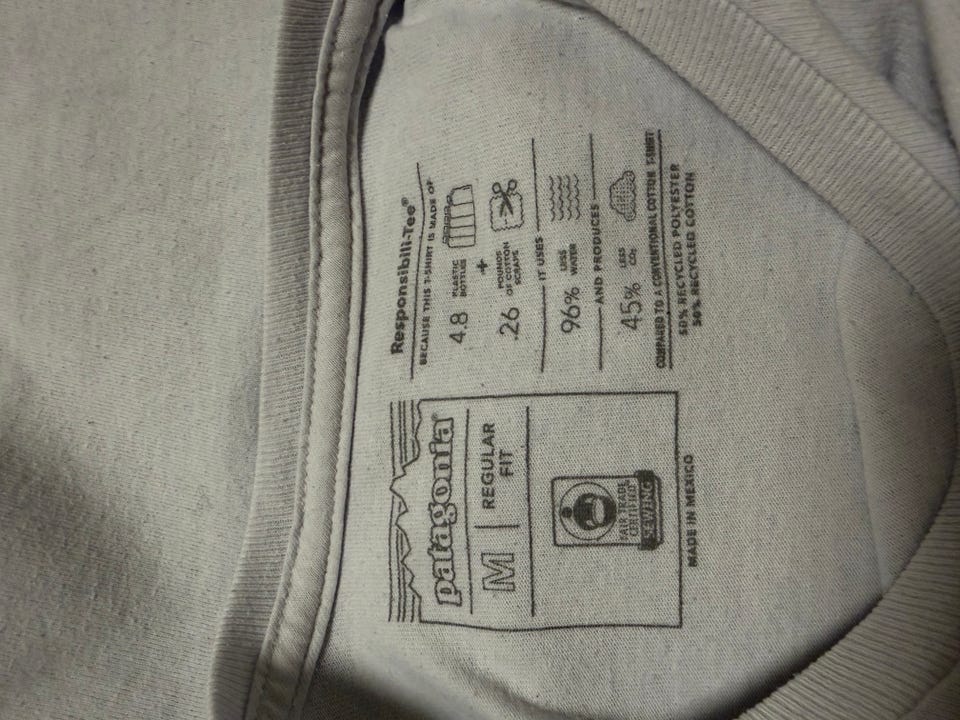 patagonia®
M
REGULAR
FIT
FAIR TRADE
CERTIFIED
SEWING
MADE IN MEXICO
Responsibili-Tee®
BECAUSE THIS T-SHIRT IS MADE OF
4.8
PLASTIC
BOTTLES
+
.26
POUNDS
OF COTTON
SCRAPS
IT USES
96%
LESS
WATER
AND PRODUCES
45%
LESS
CO₂
COMPARED TO A CONVENTIONAL COTTON T-SHIRT
50% RECYCLED POLYESTER
50% RECYCLED COTTON